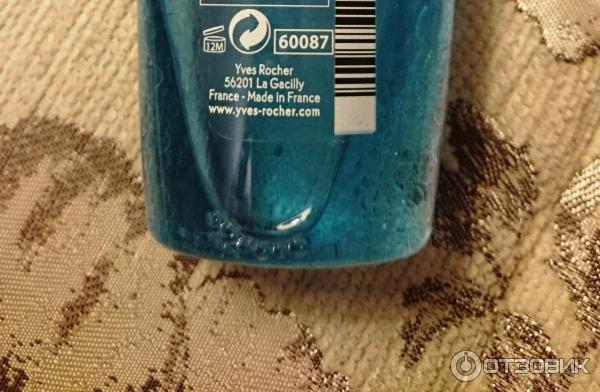 12M
60087
Yves Rocher
56201 La Gacilly
France - Made in France
www.yves-rocher.com
ОТЗОВИК